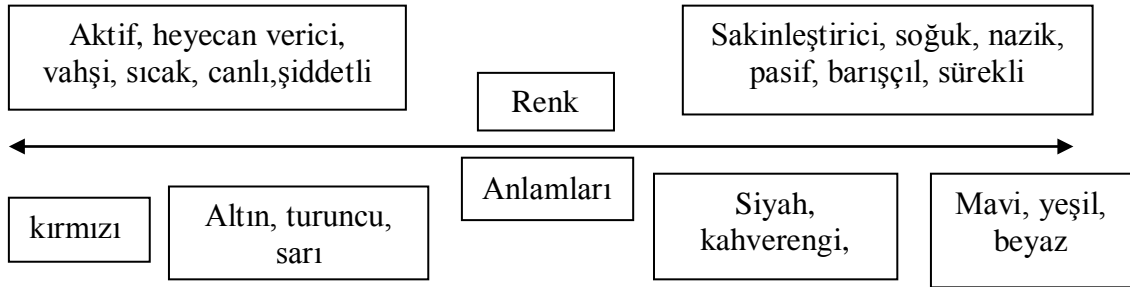 Aktif, heyecan verici,
vahşi, sıcak, canlı,şiddetli
Sakinleştirici, soğuk, nazik,
pasif, barışçıl, sürekli
Renk
Anlamları
kırmızı
Altın, turuncu,
sarı
Siyah,
kahverengi,
Mavi, yeşil,
beyaz